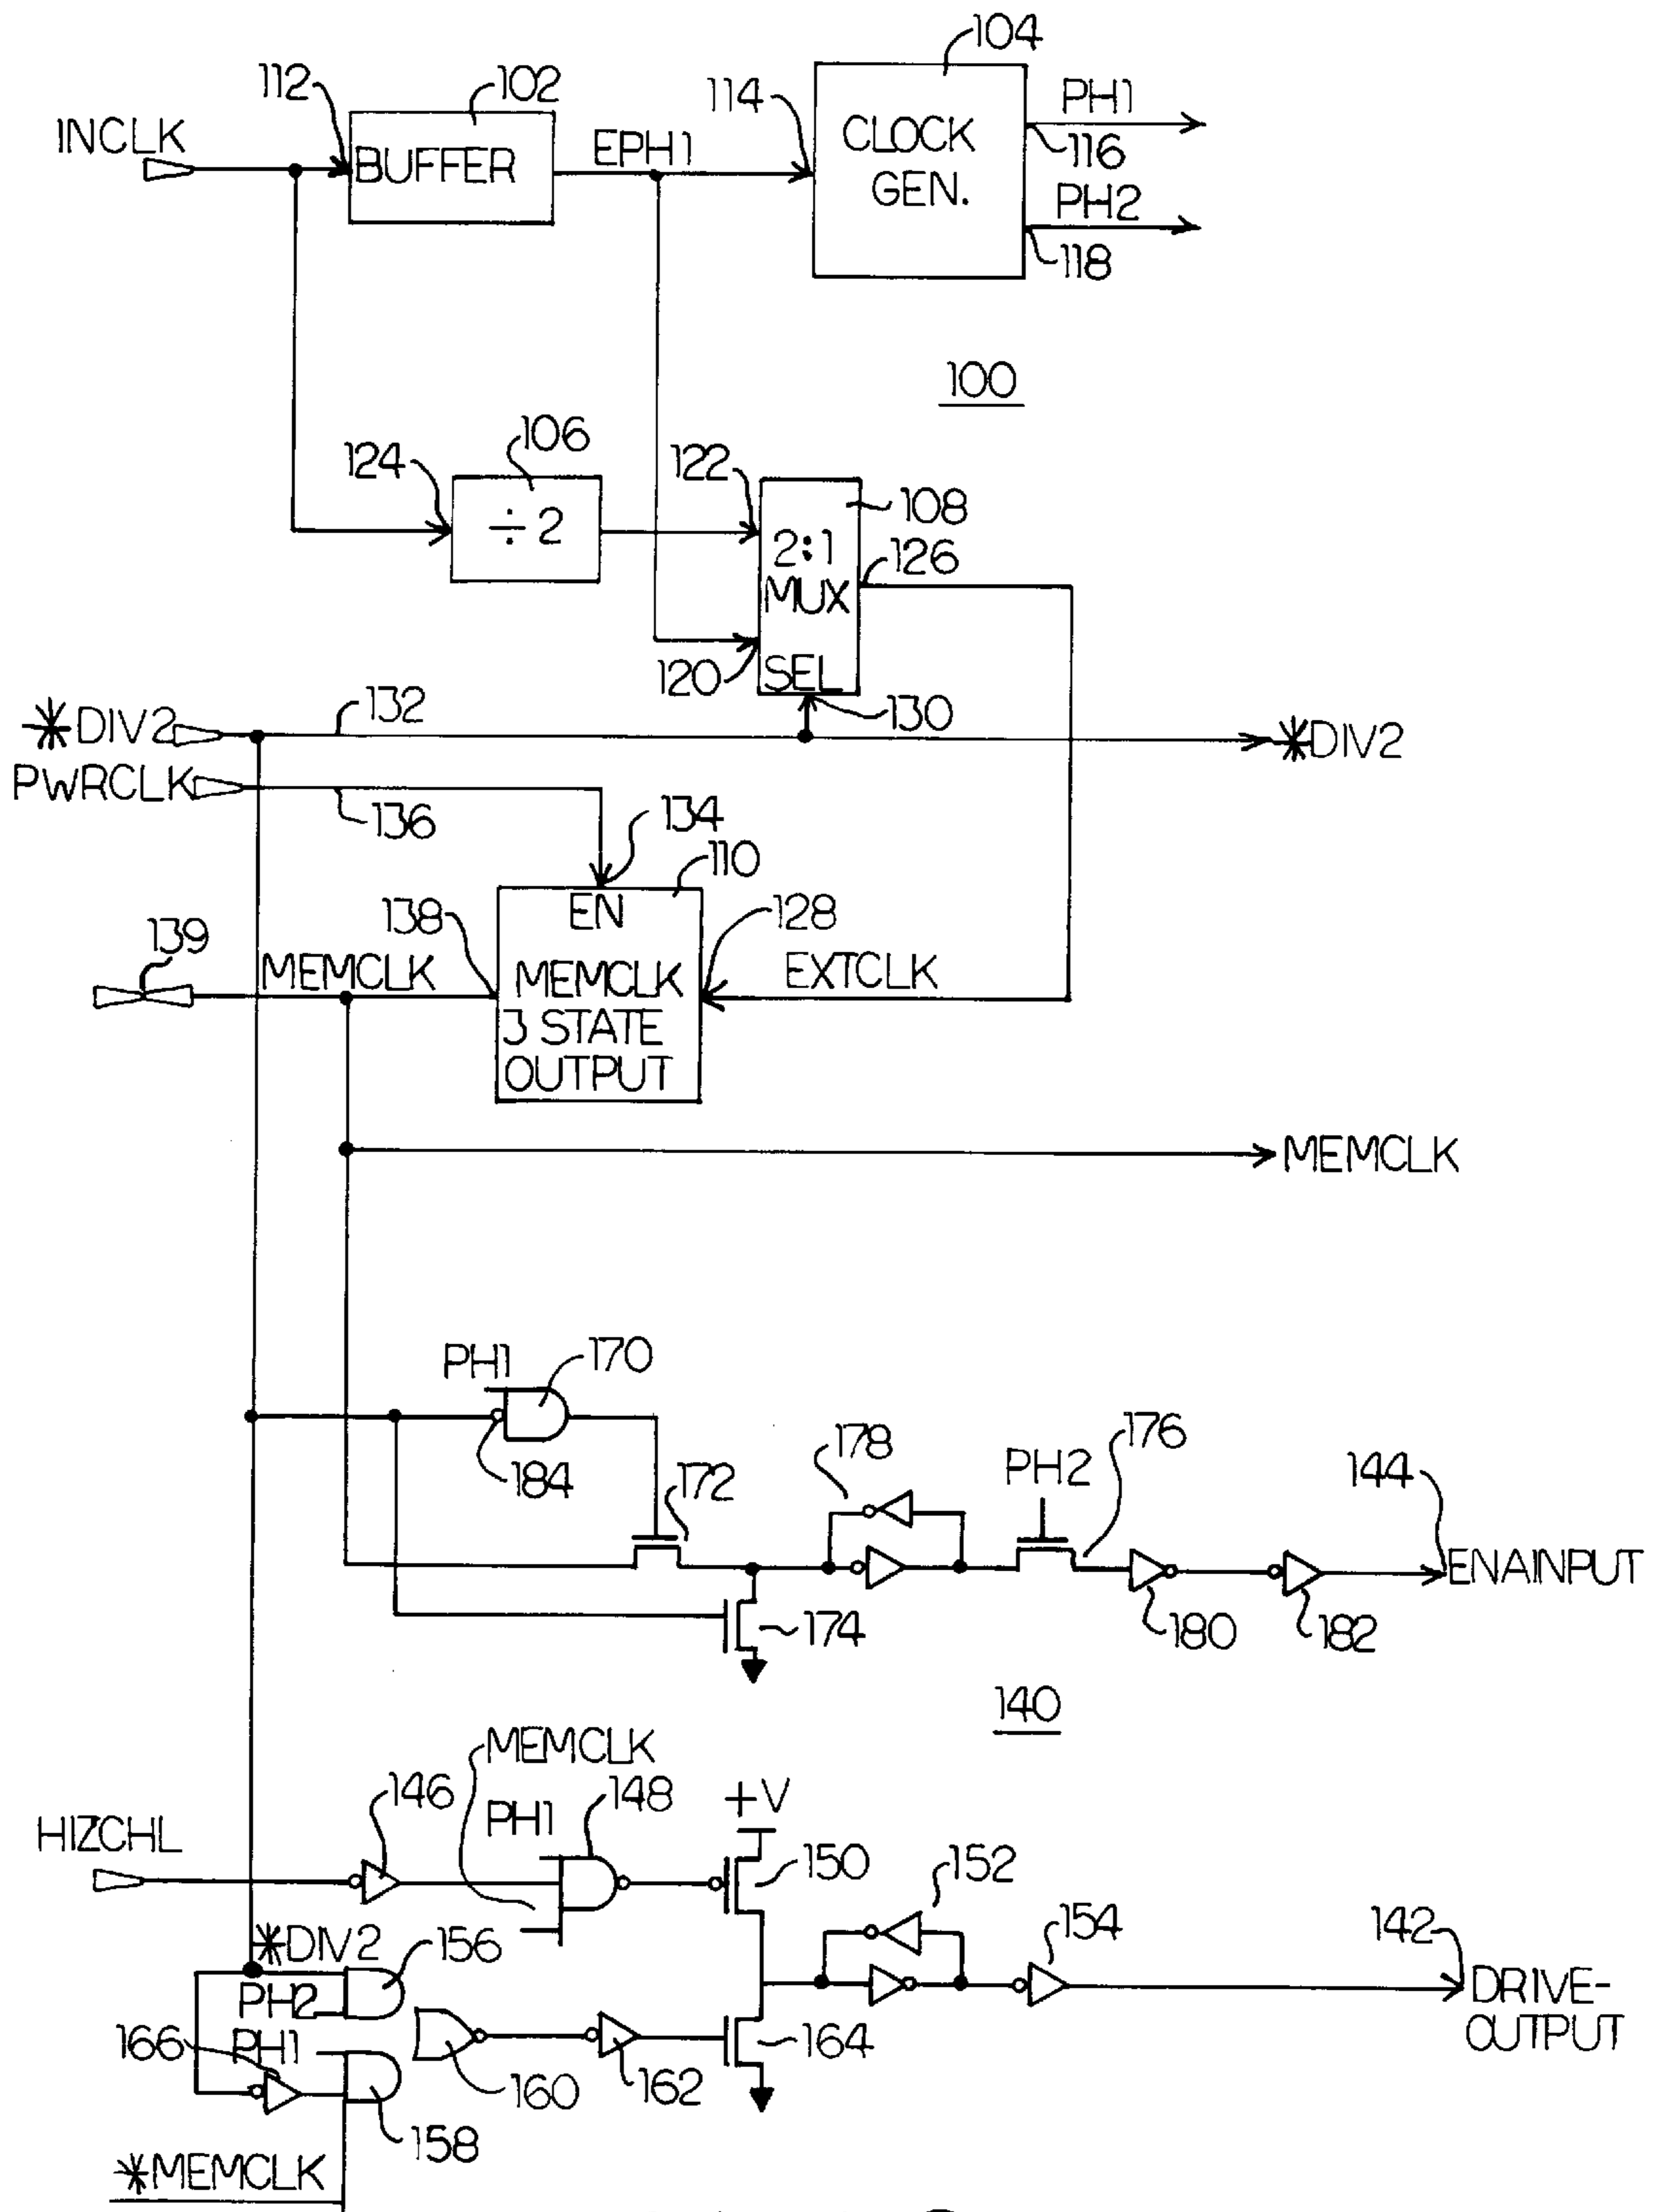 104
112
102
114
PH1
INCLK
BUFFER
EPH1
CLOCK
GEN.
116
PH2
118
100
106
124
122
108
÷ 2
2:1
MUX
126
120
SEL
130
*DIV2
132
*DIV2
PWRCLK
136
134
110
EN
139
138
128
MEMCLK
MEMCLK
3 STATE
OUTPUT
EXTCLK
MEMCLK
PH1
170
184
172
178
PH2
176
144
ENAINPUT
174
180
182
140
MEMCLK
146
PH1
148
+V
HIZCHL
150
152
154
142
*DIV2
156
PH2
DRIVE-
OUTPUT
166
PH1
160
162
164
158
*MEMCLK